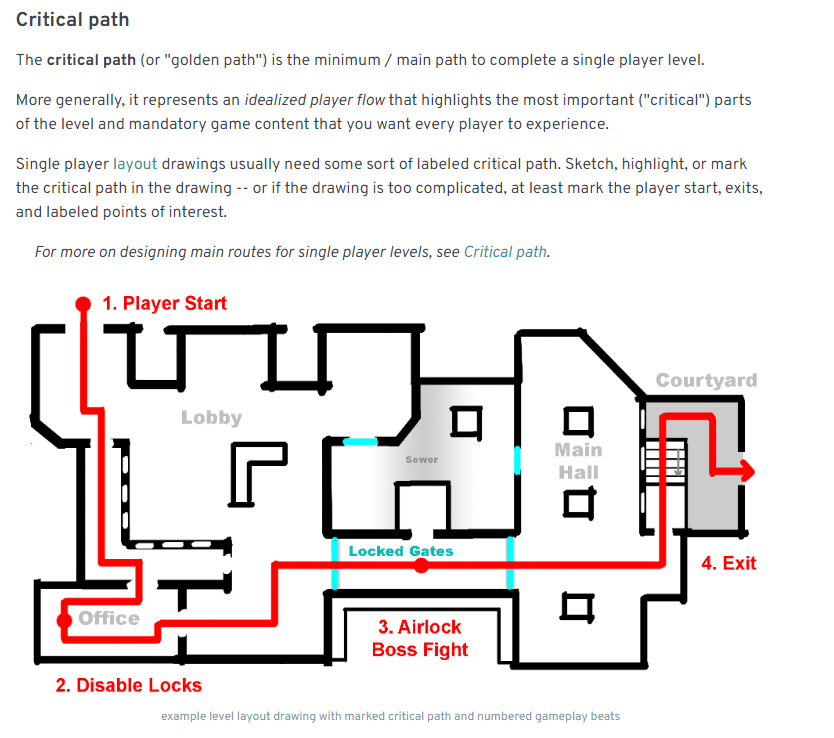 Critical path
The critical path (or "golden path") is the minimum / main path to complete a single player level.
More generally, it represents an idealized player flow that highlights the most important ("critical") parts
of the level and mandatory game content that you want every player to experience.
Single player layout drawings usually need some sort of labeled critical path. Sketch, highlight, or mark
the critical path in the drawing -- or if the drawing is too complicated, at least mark the player start, exits,
and labeled points of interest.
For more on designing main routes for single player levels, see Critical path.
1. Player Start
Courtyard
Lobby
Main
Hall
Sewer
Locked Gates
4. Exit
Office
3. Airlock
Boss Fight
2. Disable Locks
example level layout drawing with marked critical path and numbered gameplay beats